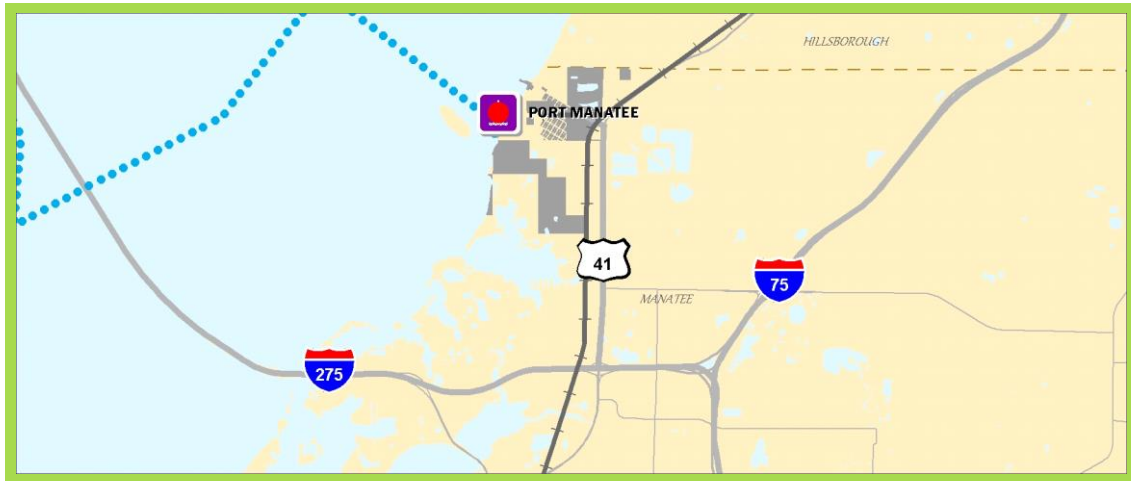 HILLSBOROUGH
PORT MANATEE
41
75
MANATEE
275